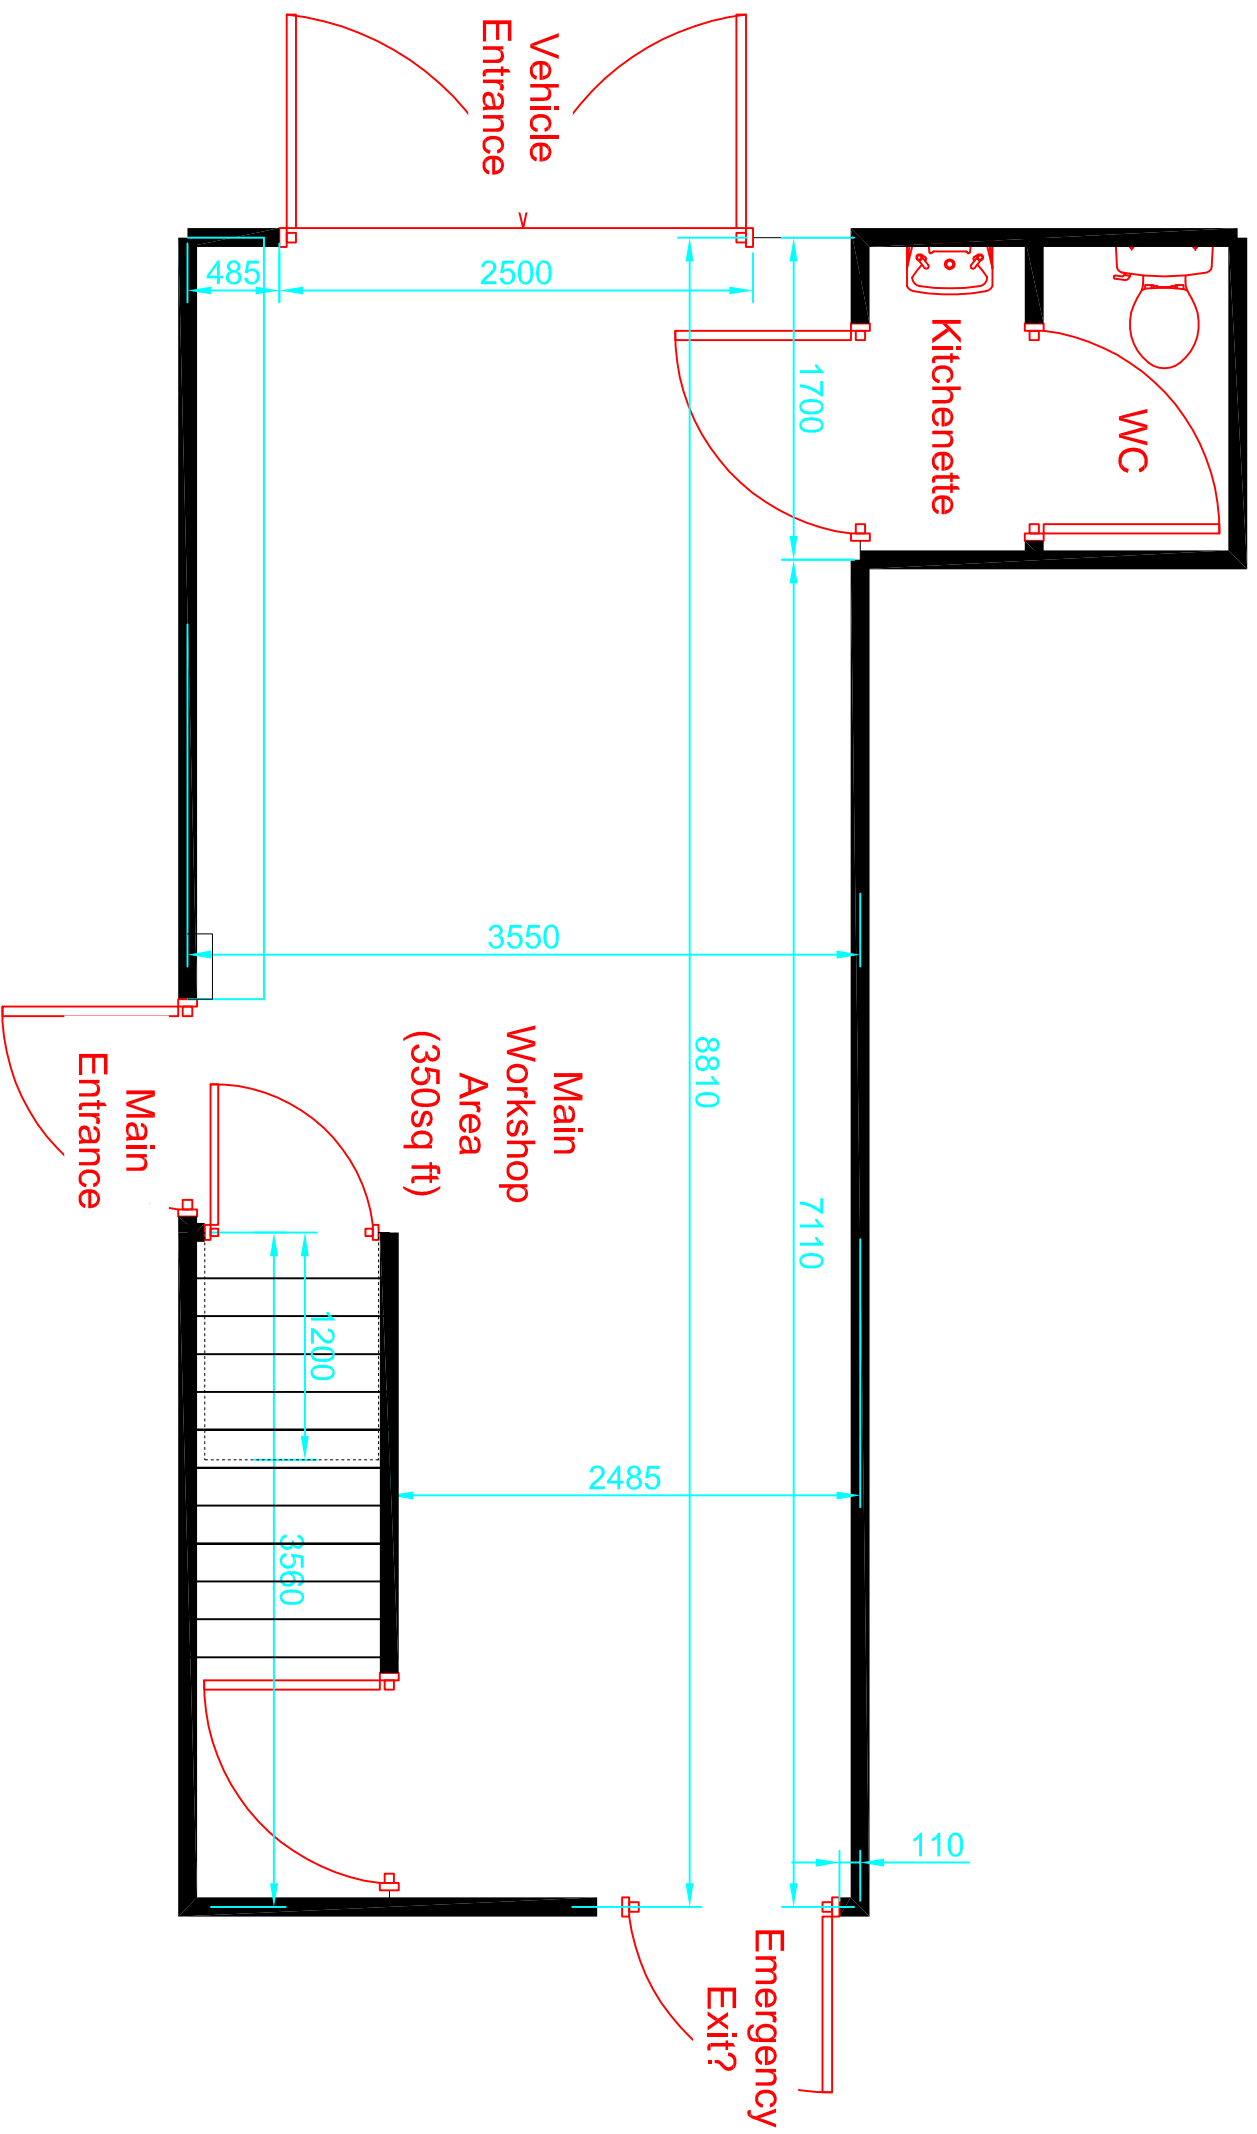 Vehicle
Entrance
485
2500
1700
Kitchenette
WC
3550
8810
7110
Main
Workshop
Area
(350sq ft)
Main
Entrance
1200
3560
2485
110
Emergency
Exit?